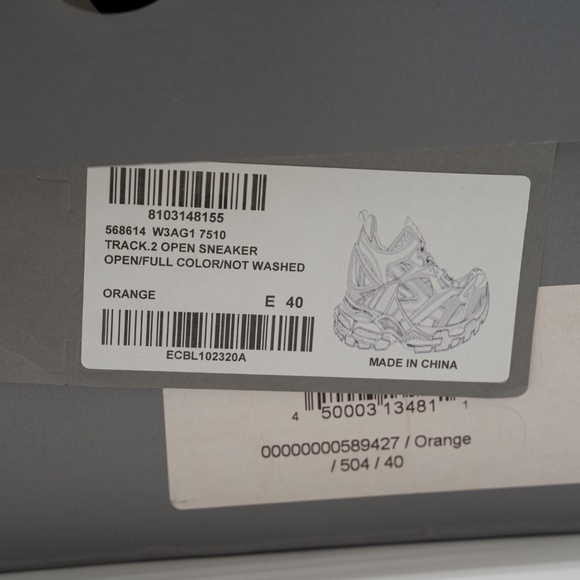 8103148155
568614 W3AG1 7510
TRACK.2 OPEN SNEAKER
OPEN/FULL COLOR/NOT WASHED
ORANGE E 40
ECBL102320A
MADE IN CHINA
4 50003 13481 1
00000000589427 / Orange
/ 504 / 40